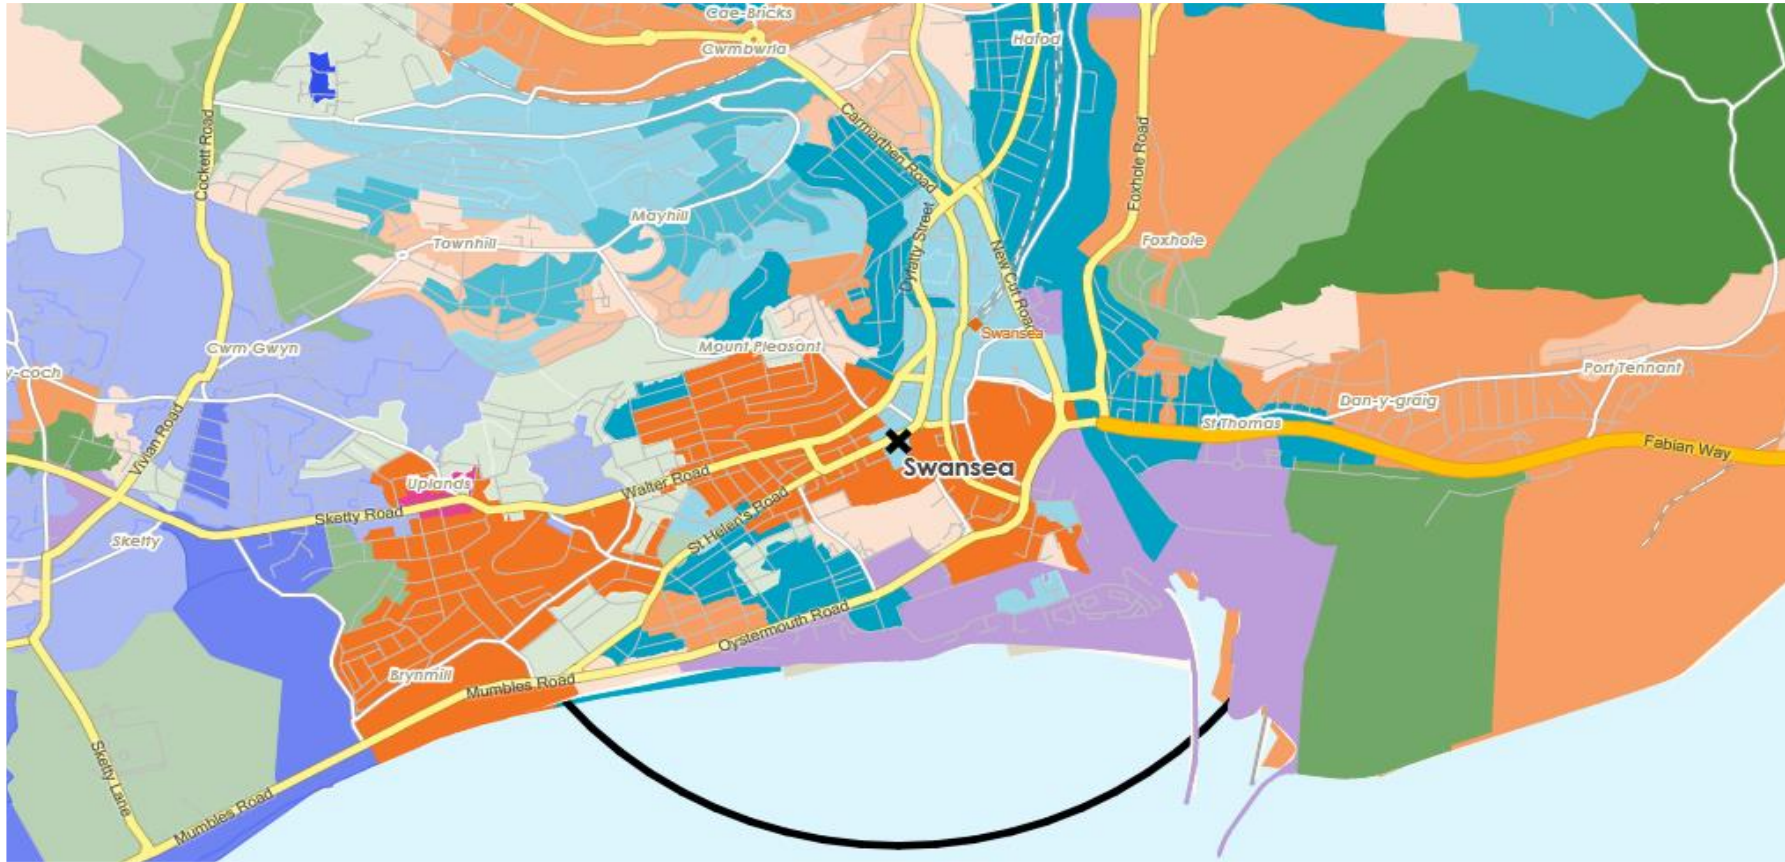 Cae-Bricks
Cwmbwrla
Hafod
Carmarthen Road
Cockett Road
Foxhole Road
Mayhill
Townhill
Dyfatty Street
New Cut Road
Foxhole
Swansea
Cwm Gwyn
Mount Pleasant
y-coch
Port Tennant
Dan-y-graig
St Thomas
Vivian Road
Fabian Way
Swansea
Uplands
Walter Road
Sketty Road
St Helen's Road
Sketty
Oystermouth Road
Brynmill
Mumbles Road
Sketty Lane
Mumbles Road